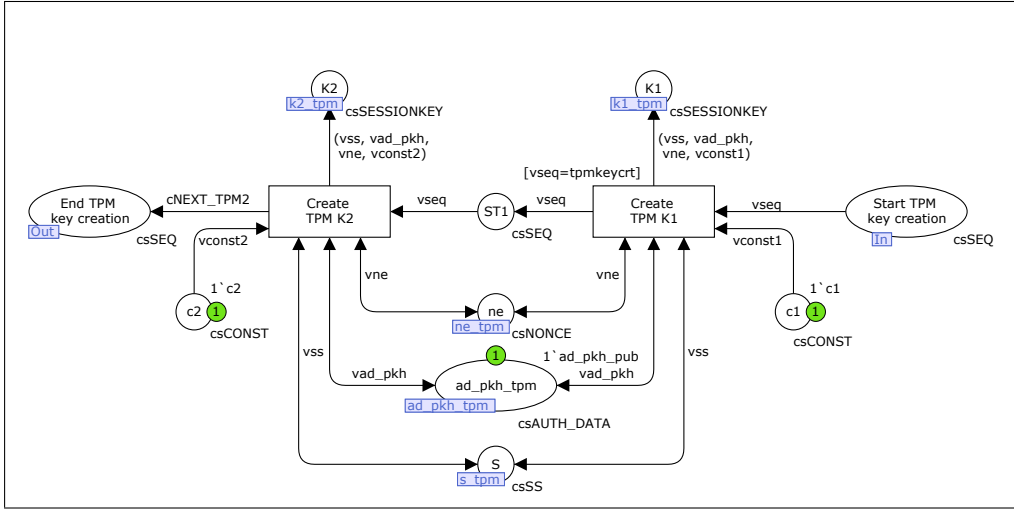 K2
k2_tpm
csSESSIONKEY
K1
k1_tpm
csSESSIONKEY
(vss, vad_pkh,
vne, vconst2)
(vss, vad_pkh,
vne, vconst1)
[vseq=tpmkeycrt]
End TPM
key creation
Out
csSEQ
cNEXT_TPM2
Create
TPM K2
vseq
ST1
csSEQ
vseq
Create
TPM K1
vseq
Start TPM
key creation
In
csSEQ
vconst2
vconst1
c2
1
1`c2
csCONST
vne
ne
ne_tpm
csNONCE
vne
c1
1
1`c1
csCONST
vss
vad_pkh
1
1`ad_pkh_pub
ad_pkh_tpm
ad_pkh_tpm
csAUTH_DATA
vad_pkh
vss
S
s_tpm
csSS